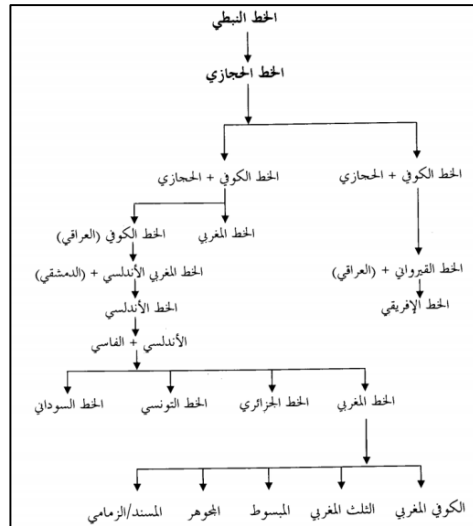 الخط النبطي
الخط الحجازي
الخط الكوفي + الحجازي
الخط الكوفي + الحجازي
الخط المغربي
الخط الكوفي (العراقي)
الخط القيرواني + (العراقي)
الخط المغربي الأندلسي + (الدمشقي)
الخط الإفريقي
الخط الأندلسي
الأندلسي + الفاسي
الخط المغربي
الخط الجزائري
الخط التونسي
الخط السوداني
الكوفي المغربي
الثلث المغربي
المبسوط
المجوهر
المسند/الزمامي